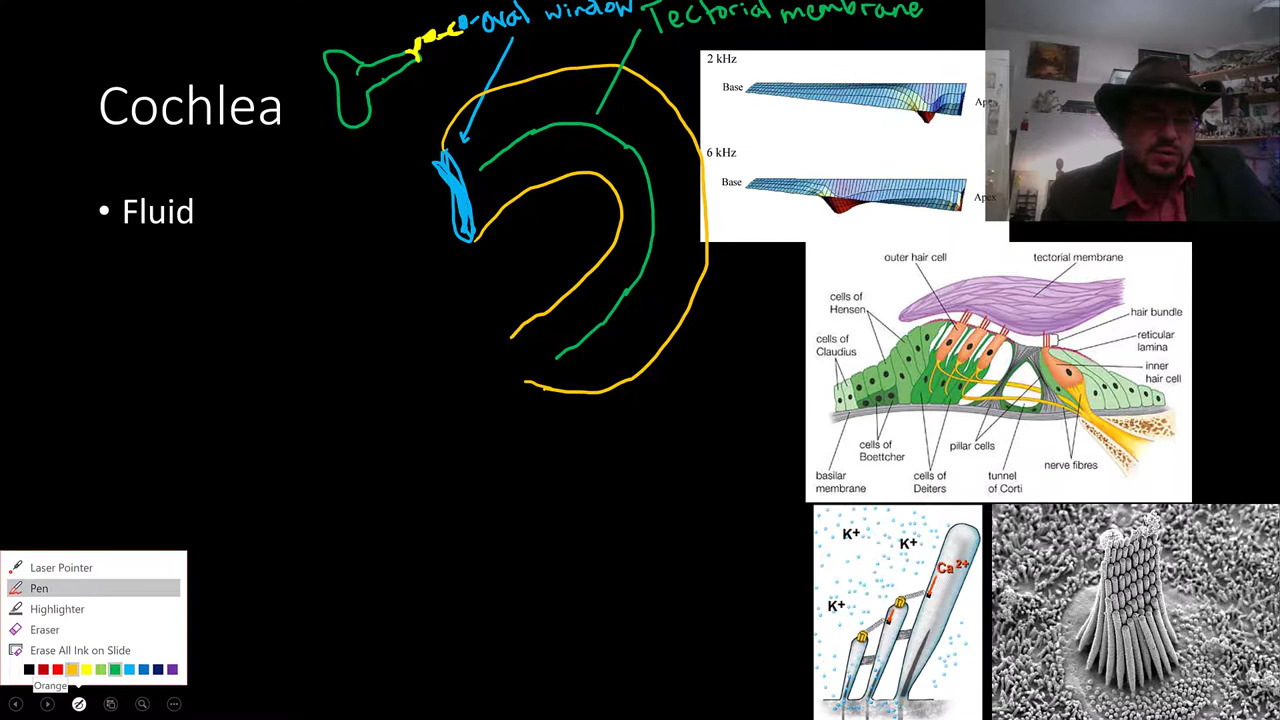 -oval window
Tectorial membrane
Cochlea
• Fluid
2 kHz
Base
Ape
6 kHz
Base
Apex
outer hair cell
tectorial membrane
cells of
Hensen
hair bundle
reticular
lamina
cells of
Claudius
inner
hair cell
cells of
Boettcher
pillar cells
nerve fibres
basilar
membrane
cells of
Deiters
tunnel
of Corti
K+
K+
Ca2+
K+
Laser Pointer
Pen
Highlighter
Eraser
Erase All Ink on Slide
Orange